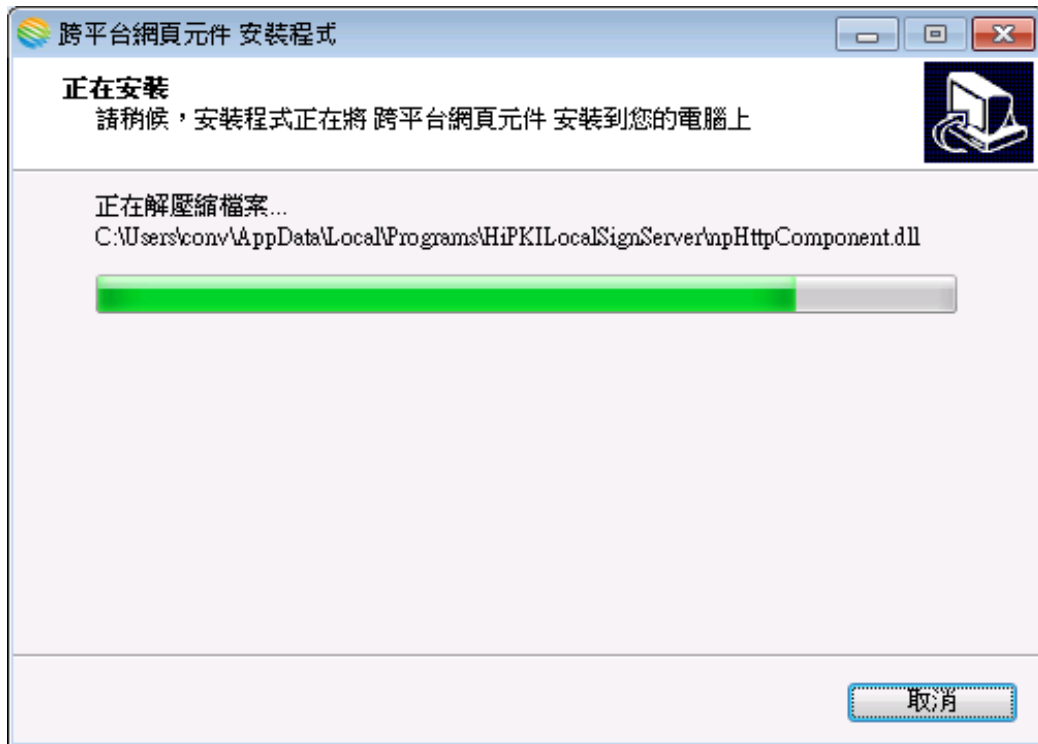 跨平台網頁元件 安裝程式
正在安裝
請稍候，安裝程式正在將 跨平台網頁元件 安裝到您的電腦上
正在解壓縮檔案...
C:\Users\conv\AppData\Local\Programs\HiPKILocalSignServer\npHttpComponent.dll
取消